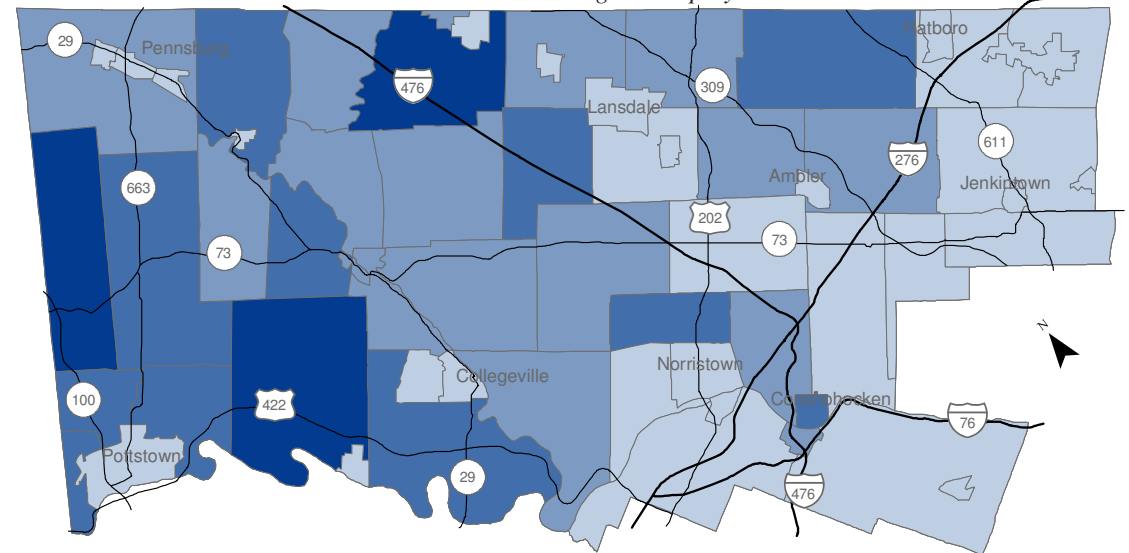 29
Pennsburg
Hatboro
476
309
Lansdale
611
276
663
Ambler
Jenkintown
202
73
73
N
Norristown
Collegeville
100
422
Conshohocken
76
Pottstown
29
476